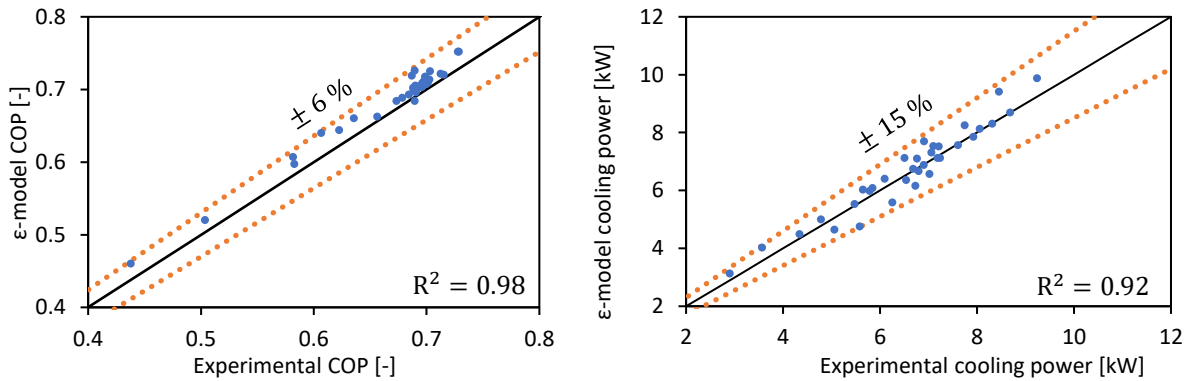 ε-model COP [-]
0.8
0.7
0.6
0.5
0.4
± 6 %
R² = 0.98
0.4 0.5 0.6 0.7 0.8
Experimental COP [-]
ε-model cooling power [kW]
12
10
8
6
4
2
± 15 %
R² = 0.92
2 4 6 8 10 12
Experimental cooling power [kW]